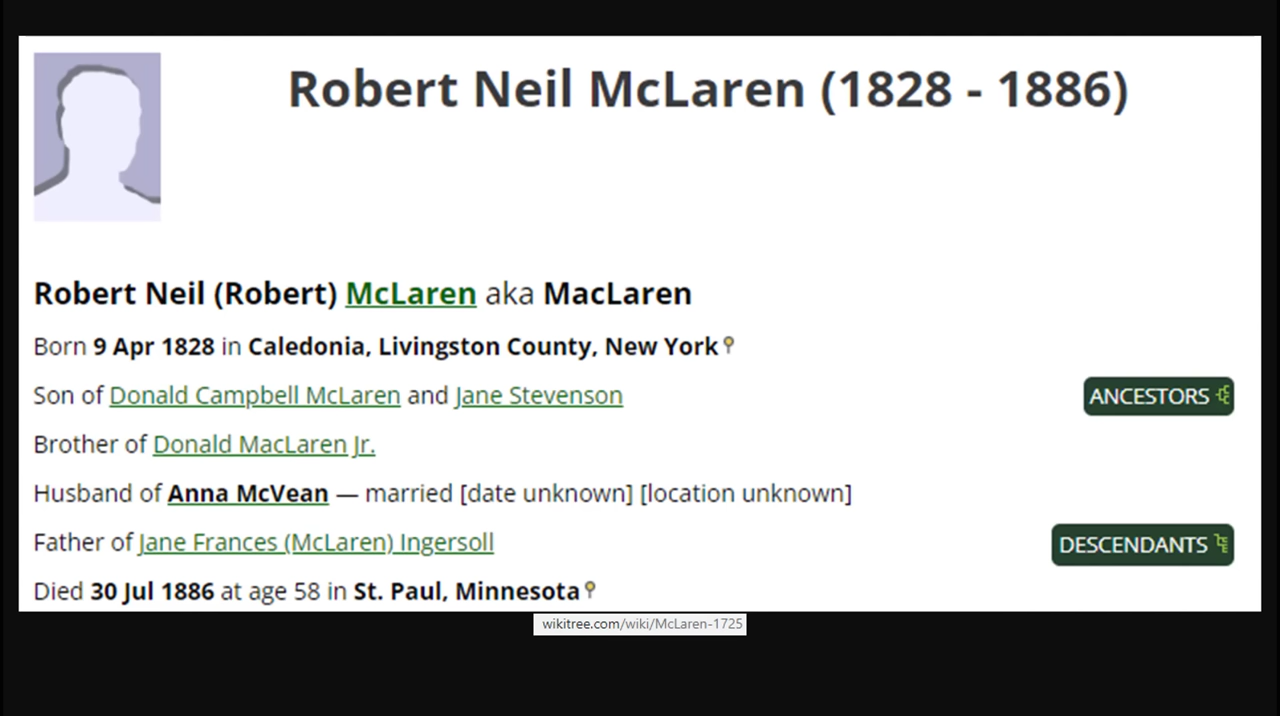 Robert Neil McLaren (1828 - 1886)
Robert Neil (Robert) McLaren aka MacLaren
Born 9 Apr 1828 in Caledonia, Livingston County, New York
Son of Donald Campbell McLaren and Jane Stevenson
ANCESTORS
Brother of Donald MacLaren Jr.
Husband of Anna McVean — married [date unknown] [location unknown]
Father of Jane Frances (McLaren) Ingersoll
DESCENDANTS
Died 30 Jul 1886 at age 58 in St. Paul, Minnesota
wikitree.com/wiki/McLaren-1725